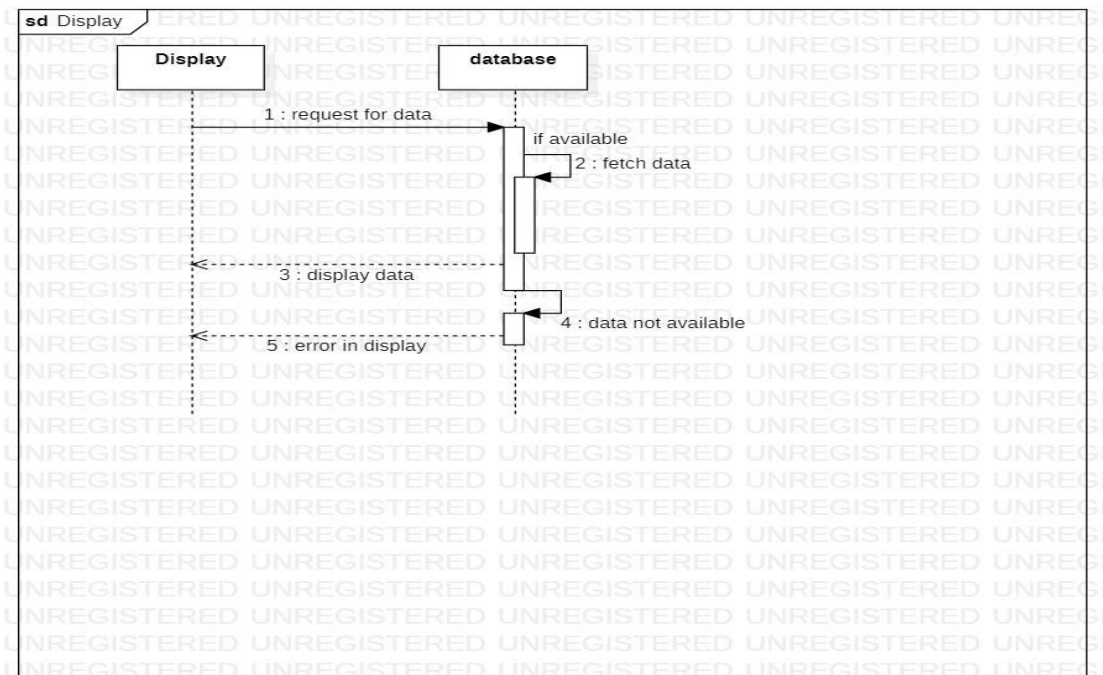 sd Display
Display
database
1 : request for data
if available
2 : fetch data
3 : display data
4 : data not available
5 : error in display
UNREGISTERED